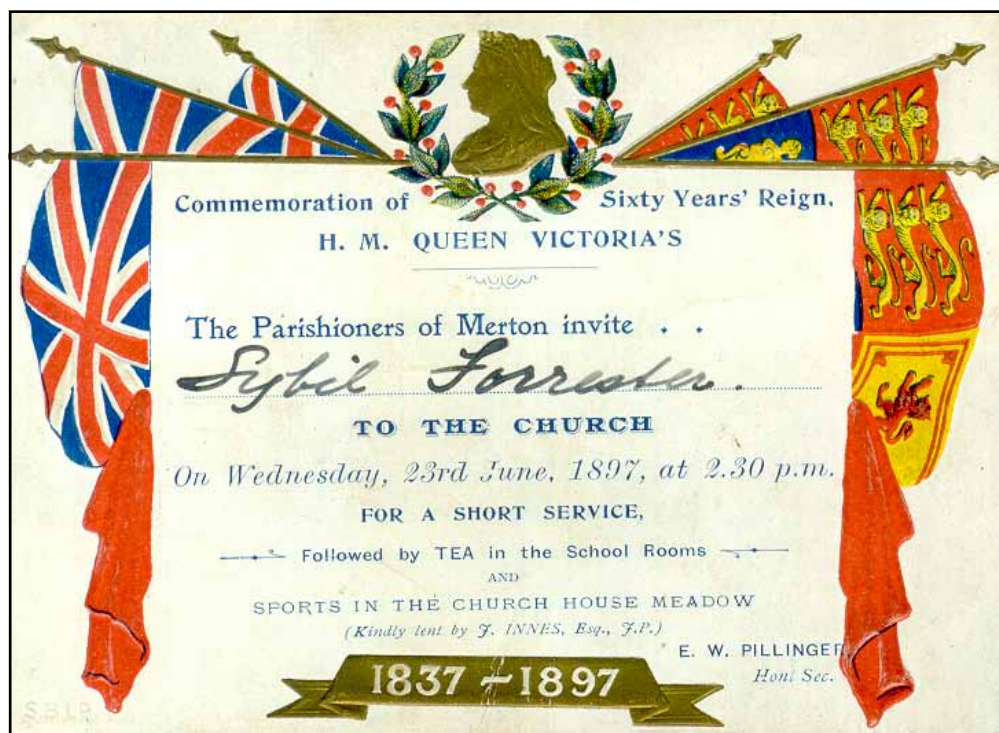 Commemoration of Sixty Years' Reign.
H. M. QUEEN VICTORIA'S
The Parishioners of Merton invite . .
Sybil Forrester.
TO THE CHURCH
On Wednesday, 23rd June, 1897, at 2.30 p.m.
FOR A SHORT SERVICE,
Followed by TEA in the School Rooms
AND
SPORTS IN THE CHURCH HOUSE MEADOW
(Kindly lent by J. INNES, Esq., J.P.)
E. W. PILLINGER
Hon. Sec.
1837-1897